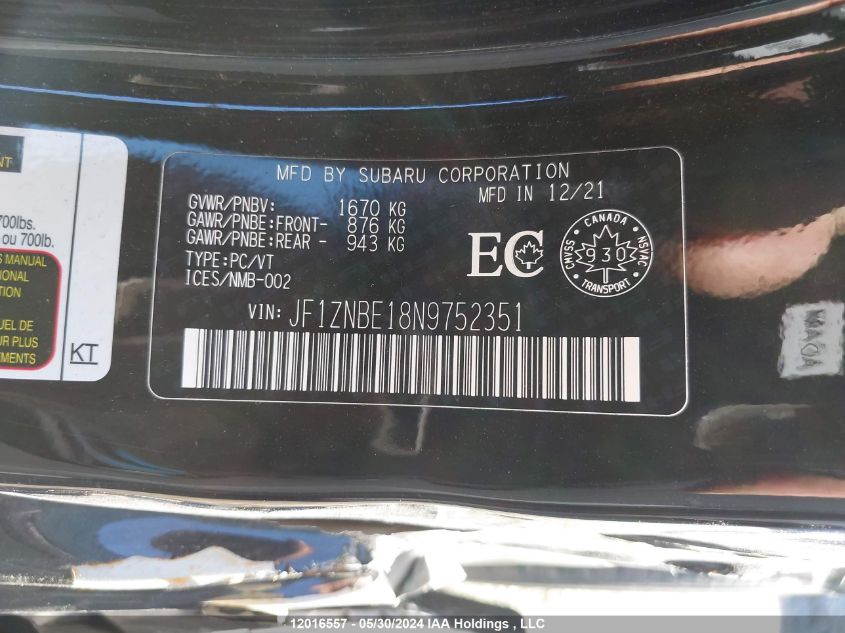 MFD BY SUBARU CORPORATION
MFD IN 12/21
GVWR/PNBV: 1670 KG
GAWR/PNBE:FRONT- 876 KG
GAWR/PNBE:REAR - 943 KG
TYPE:PC/VT
ICES/NMB-002
EC
CANADA
CMVSS 930 NSVAC
TRANSPORT
VIN: JF1ZNBE18N9752351
NT
700lbs.
ou 700lb.
S MANUAL
IONAL
ION
UEL DE
UR PLUS
EMENTS
KT
12016557 - 05/30/2024 IAA Holdings , LLC